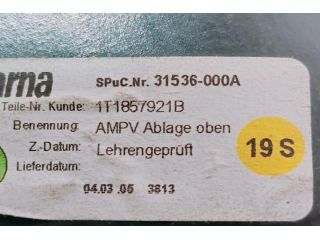 SPuC.Nr. 31536-000A
Teile-Nr. Kunde: 1T1857921B
Benennung: AMPV Ablage oben
Z.-Datum: Lehrengeprüft
Lieferdatum:
19 S
04.03.05 3813